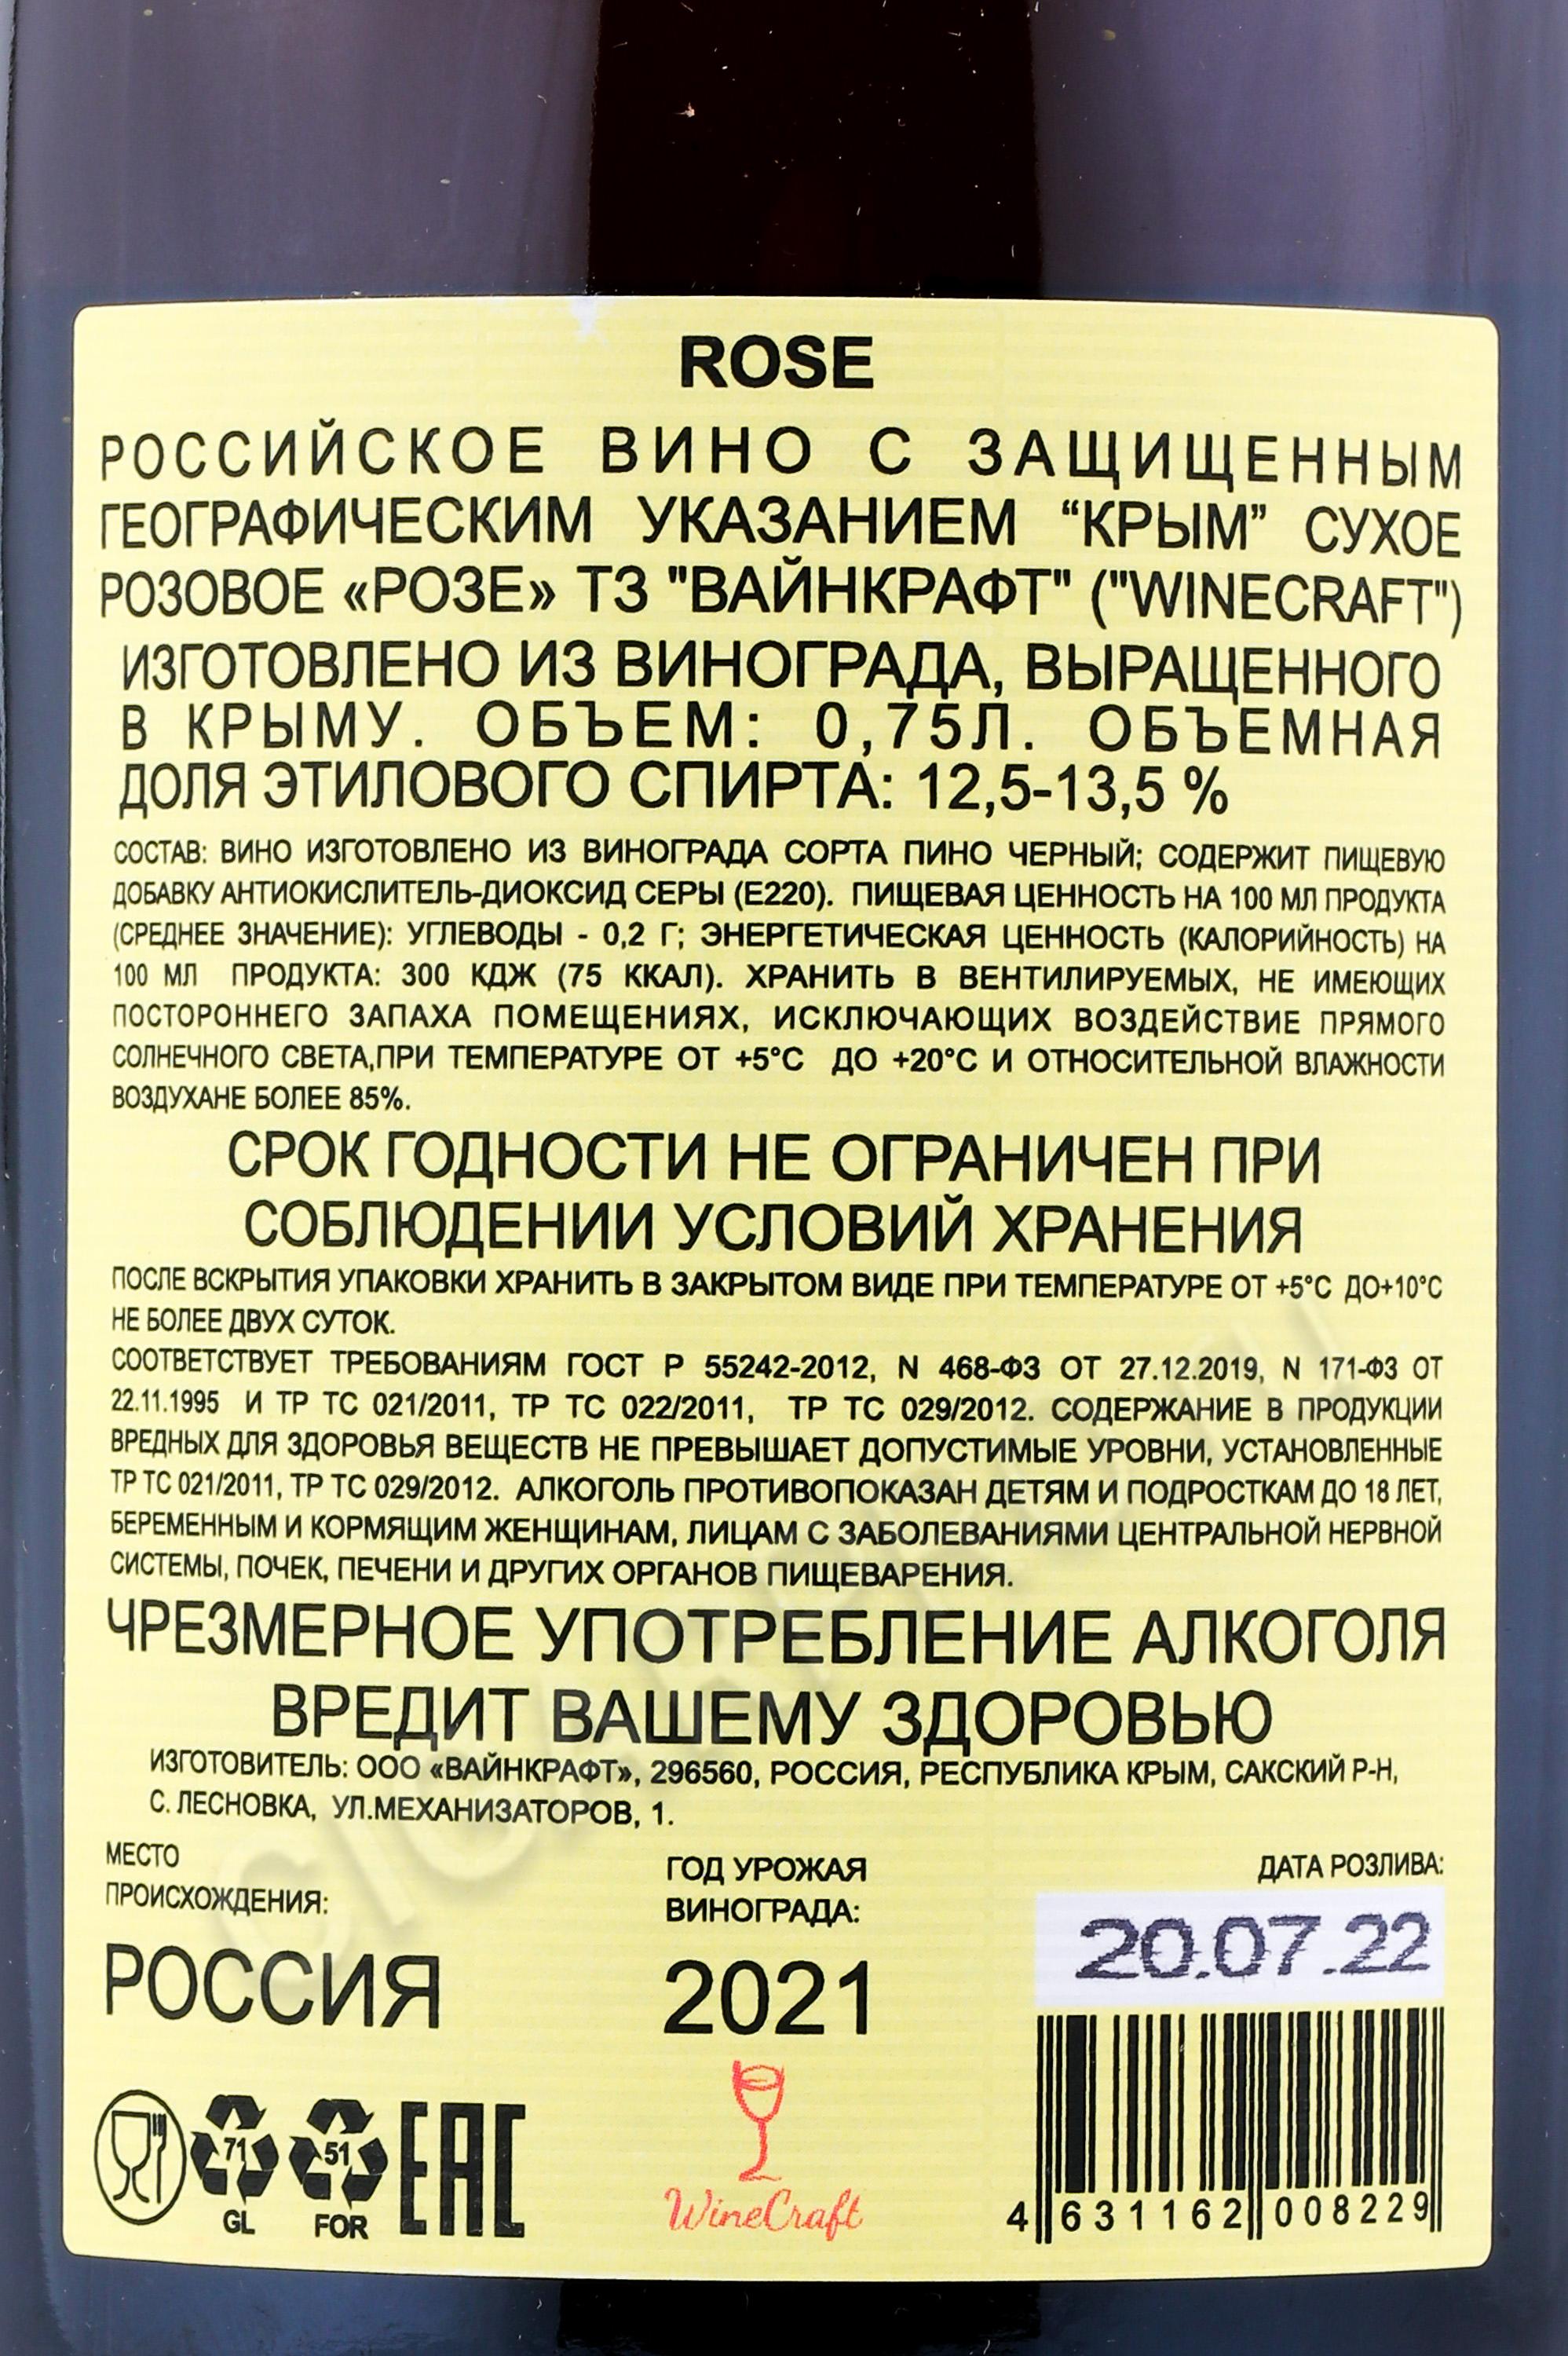 ROSE
РОССИЙСКОЕ ВИНО С ЗАЩИЩЕННЫМ
ГЕОГРАФИЧЕСКИМ УКАЗАНИЕМ “КРЫМ” СУХОЕ
РОЗОВОЕ «РОЗЕ» ТЗ "ВАЙНКРАФТ" ("WINECRAFT")
ИЗГОТОВЛЕНО ИЗ ВИНОГРАДА, ВЫРАЩЕННОГО
В КРЫМУ. ОБЪЕМ: 0,75Л. ОБЪЕМНАЯ
ДОЛЯ ЭТИЛОВОГО СПИРТА: 12,5-13,5 %
СОСТАВ: ВИНО ИЗГОТОВЛЕНО ИЗ ВИНОГРАДА СОРТА ПИНО ЧЕРНЫЙ; СОДЕРЖИТ ПИЩЕВУЮ
ДОБАВКУ АНТИОКИСЛИТЕЛЬ-ДИОКСИД СЕРЫ (Е220). ПИЩЕВАЯ ЦЕННОСТЬ НА 100 МЛ ПРОДУКТА
(СРЕДНЕЕ ЗНАЧЕНИЕ): УГЛЕВОДЫ - 0,2 Г; ЭНЕРГЕТИЧЕСКАЯ ЦЕННОСТЬ (КАЛОРИЙНОСТЬ) НА
100 МЛ ПРОДУКТА: 300 КДЖ (75 ККАЛ). ХРАНИТЬ В ВЕНТИЛИРУЕМЫХ, НЕ ИМЕЮЩИХ
ПОСТОРОННЕГО ЗАПАХА ПОМЕЩЕНИЯХ, ИСКЛЮЧАЮЩИХ ВОЗДЕЙСТВИЕ ПРЯМОГО
СОЛНЕЧНОГО СВЕТА,ПРИ ТЕМПЕРАТУРЕ ОТ +5°С ДО +20°С И ОТНОСИТЕЛЬНОЙ ВЛАЖНОСТИ
ВОЗДУХАНЕ БОЛЕЕ 85%.
СРОК ГОДНОСТИ НЕ ОГРАНИЧЕН ПРИ
СОБЛЮДЕНИИ УСЛОВИЙ ХРАНЕНИЯ
ПОСЛЕ ВСКРЫТИЯ УПАКОВКИ ХРАНИТЬ В ЗАКРЫТОМ ВИДЕ ПРИ ТЕМПЕРАТУРЕ ОТ +5°С ДО+10°С
НЕ БОЛЕЕ ДВУХ СУТОК.
СООТВЕТСТВУЕТ ТРЕБОВАНИЯМ ГОСТ Р 55242-2012, N 468-ФЗ ОТ 27.12.2019, N 171-ФЗ ОТ
22.11.1995 И ТР ТС 021/2011, ТР ТС 022/2011, ТР ТС 029/2012. СОДЕРЖАНИЕ В ПРОДУКЦИИ
ВРЕДНЫХ ДЛЯ ЗДОРОВЬЯ ВЕЩЕСТВ НЕ ПРЕВЫШАЕТ ДОПУСТИМЫЕ УРОВНИ, УСТАНОВЛЕННЫЕ
ТР ТС 021/2011, ТР ТС 029/2012. АЛКОГОЛЬ ПРОТИВОПОКАЗАН ДЕТЯМ И ПОДРОСТКАМ ДО 18 ЛЕТ,
БЕРЕМЕННЫМ И КОРМЯЩИМ ЖЕНЩИНАМ, ЛИЦАМ С ЗАБОЛЕВАНИЯМИ ЦЕНТРАЛЬНОЙ НЕРВНОЙ
СИСТЕМЫ, ПОЧЕК, ПЕЧЕНИ И ДРУГИХ ОРГАНОВ ПИЩЕВАРЕНИЯ.
ЧРЕЗМЕРНОЕ УПОТРЕБЛЕНИЕ АЛКОГОЛЯ
ВРЕДИТ ВАШЕМУ ЗДОРОВЬЮ
ИЗГОТОВИТЕЛЬ: ООО «ВАЙНКРАФТ», 296560, РОССИЯ, РЕСПУБЛИКА КРЫМ, САКСКИЙ Р-Н,
С. ЛЕСНОВКА, УЛ.МЕХАНИЗАТОРОВ, 1.
МЕСТО
ПРОИСХОЖДЕНИЯ:
РОССИЯ
ГОД УРОЖАЯ
ВИНОГРАДА:
2021
ДАТА РОЗЛИВА:
20.07.22
71
GL
51
FOR
EAC
WineCraft
4 631162 008229